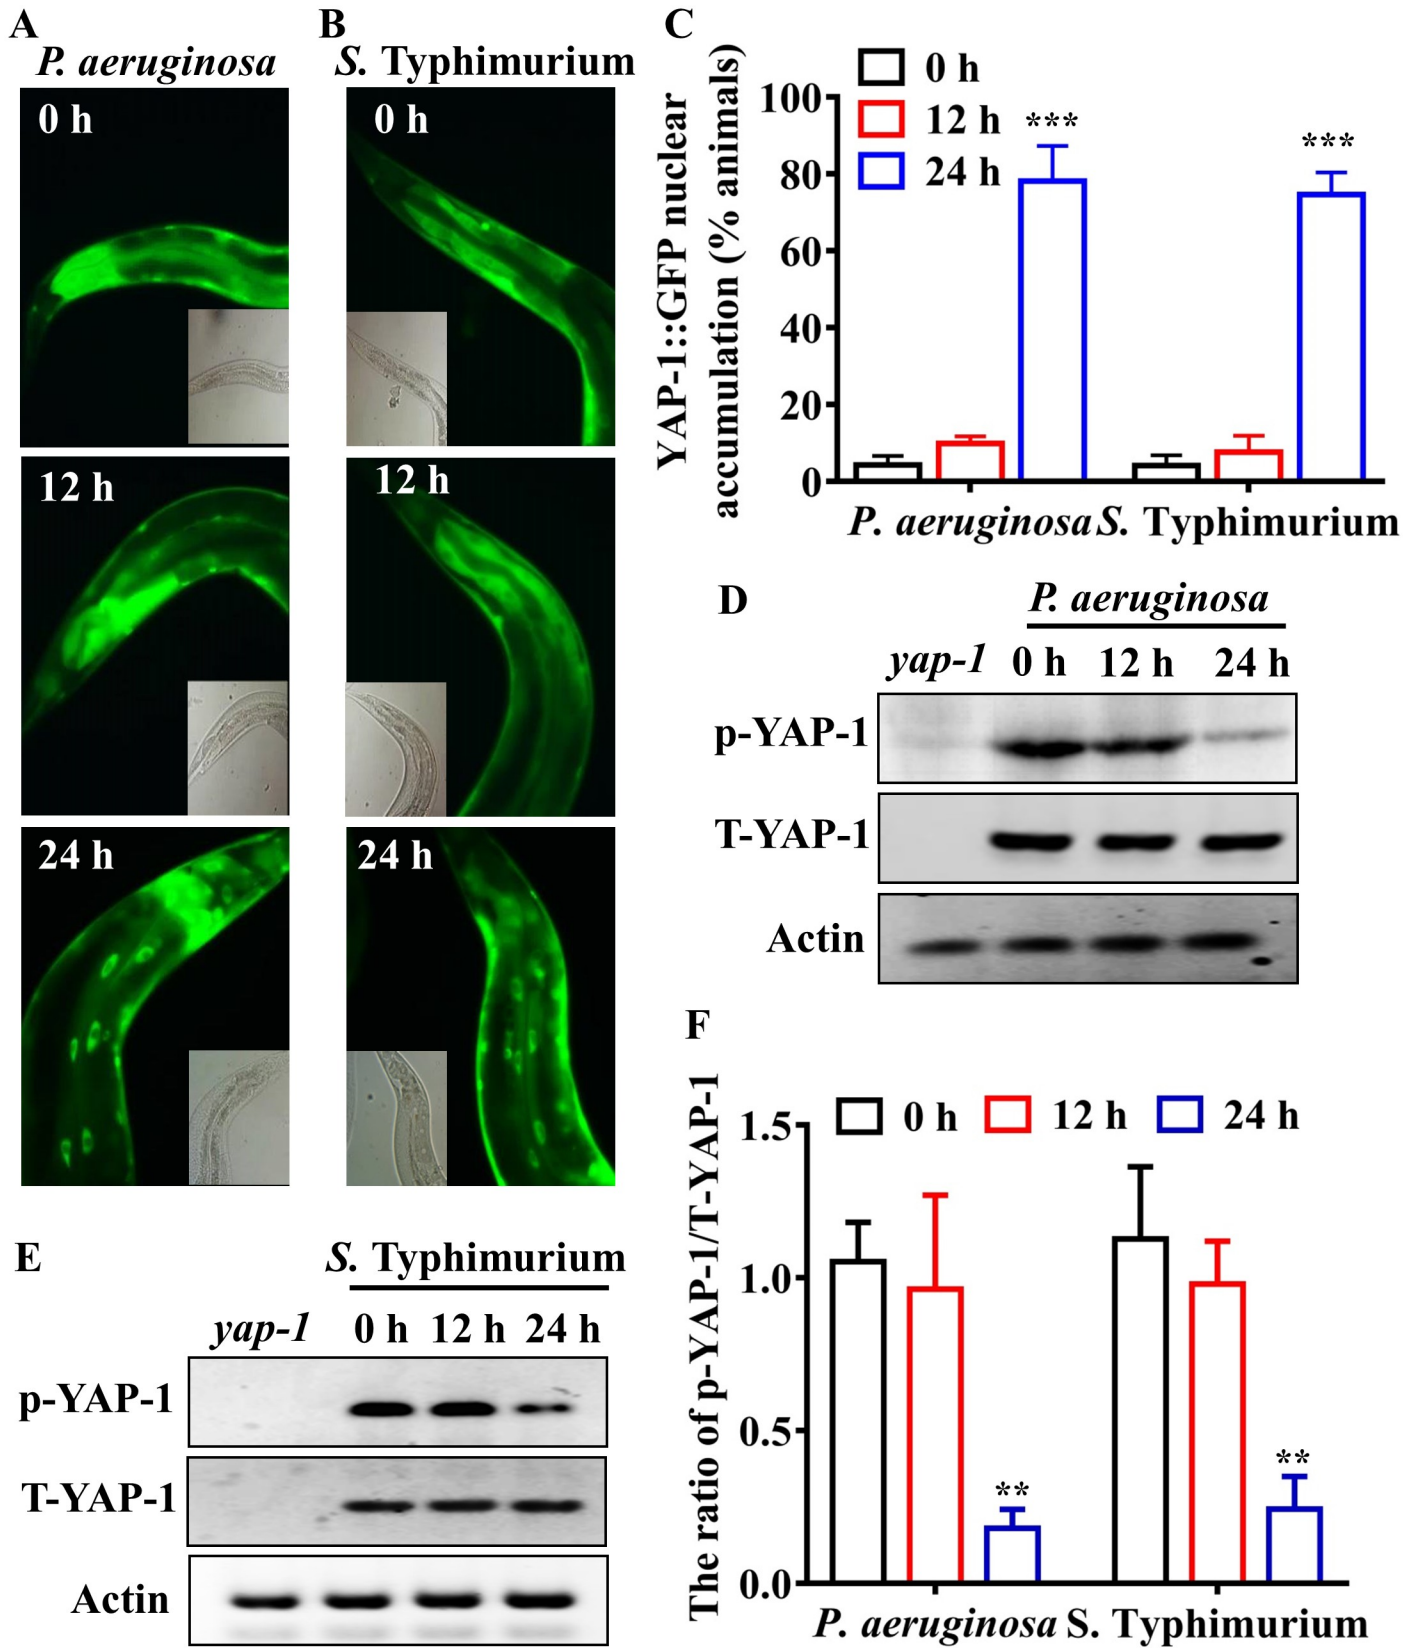 A
P. aeruginosa
0 h
12 h
24 h
B
S. Typhimurium
0 h
12 h
24 h
C
YAP-1::GFP nuclear
accumulation (% animals)
0 h
12 h
24 h
100
80
60
40
20
0
***
***
P. aeruginosa S. Typhimurium
D
P. aeruginosa
yap-1 0 h 12 h 24 h
p-YAP-1
T-YAP-1
Actin
E
S. Typhimurium
yap-1 0 h 12 h 24 h
p-YAP-1
T-YAP-1
Actin
F
The ratio of p-YAP-1/T-YAP-1
0 h 12 h 24 h
1.5
1.0
0.5
0.0
**
**
P. aeruginosa S. Typhimurium